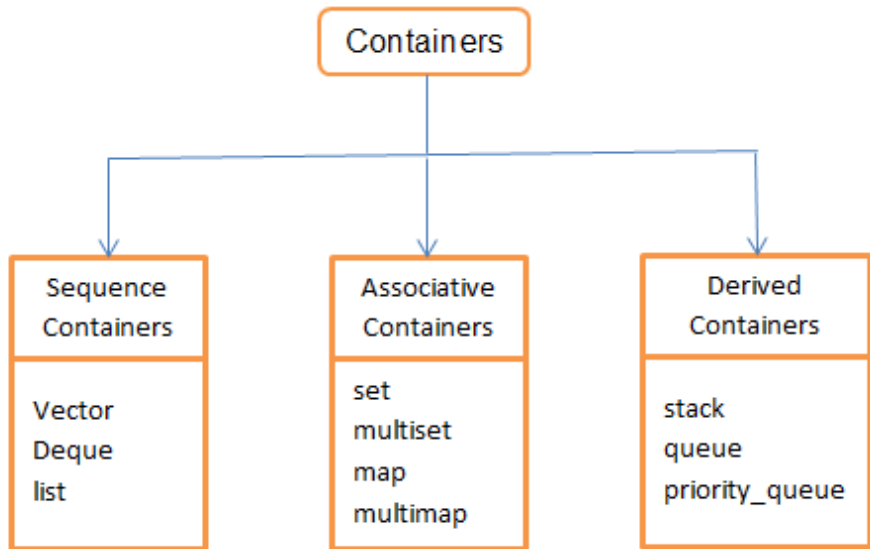 Containers
Sequence
Containers
Vector
Deque
list
Associative
Containers
set
multiset
map
multimap
Derived
Containers
stack
queue
priority_queue